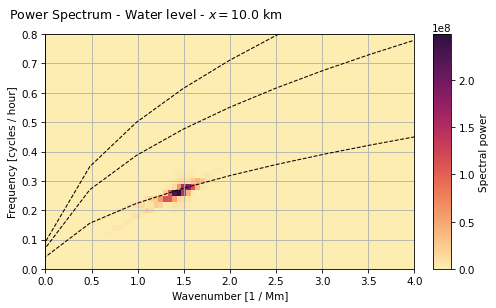 Power Spectrum - Water level - x = 10.0 km
1e8
0.8
0.7
0.6
0.5
0.4
0.3
0.2
0.1
0.0
Frequency [cycles / hour]
0.0 0.5 1.0 1.5 2.0 2.5 3.0 3.5 4.0
Wavenumber [1 / Mm]
2.0
1.5
1.0
0.5
0.0
Spectral power